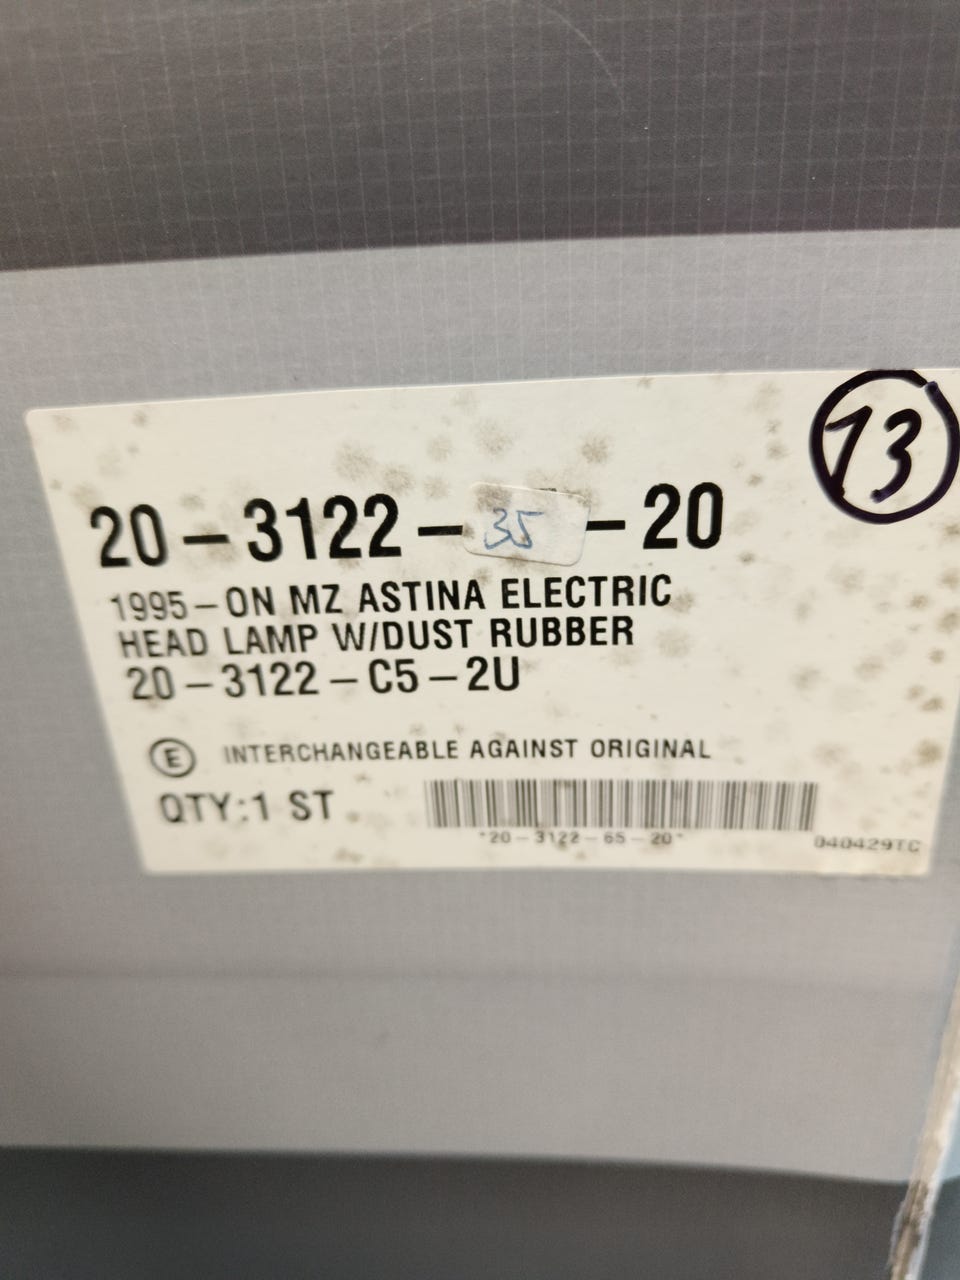 13
20-3122-35-20
1995-ON MZ ASTINA ELECTRIC
HEAD LAMP W/DUST RUBBER
20-3122-C5-2U
E INTERCHANGEABLE AGAINST ORIGINAL
QTY:1 ST
*20-3122-65-20*
040429TC